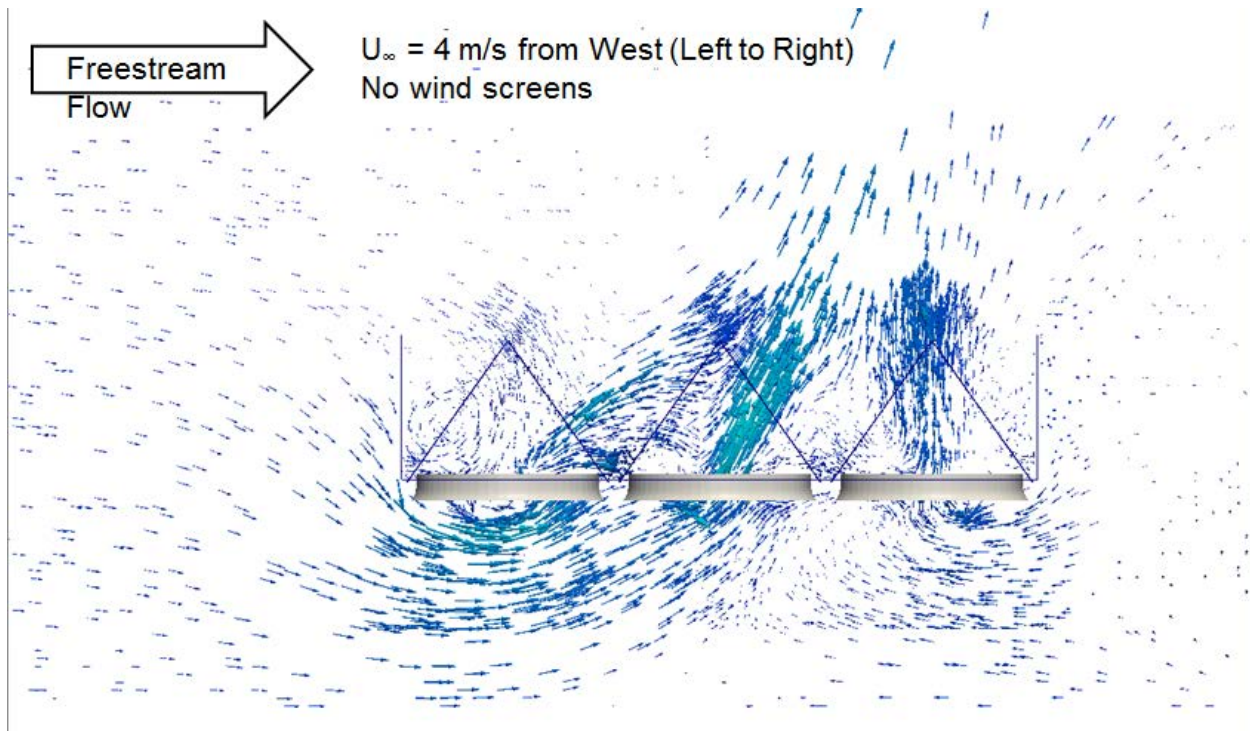 Freestream
Flow
U∞ = 4 m/s from West (Left to Right)
No wind screens